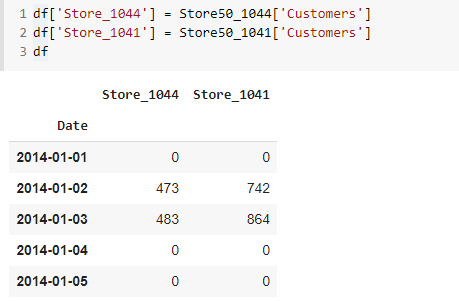 1 df['Store_1044'] = Store50_1044['Customers']
2 df['Store_1041'] = Store50_1041['Customers']
3 df
Store_1044 Store_1041
Date
2014-01-01 0 0
2014-01-02 473 742
2014-01-03 483 864
2014-01-04 0 0
2014-01-05 0 0